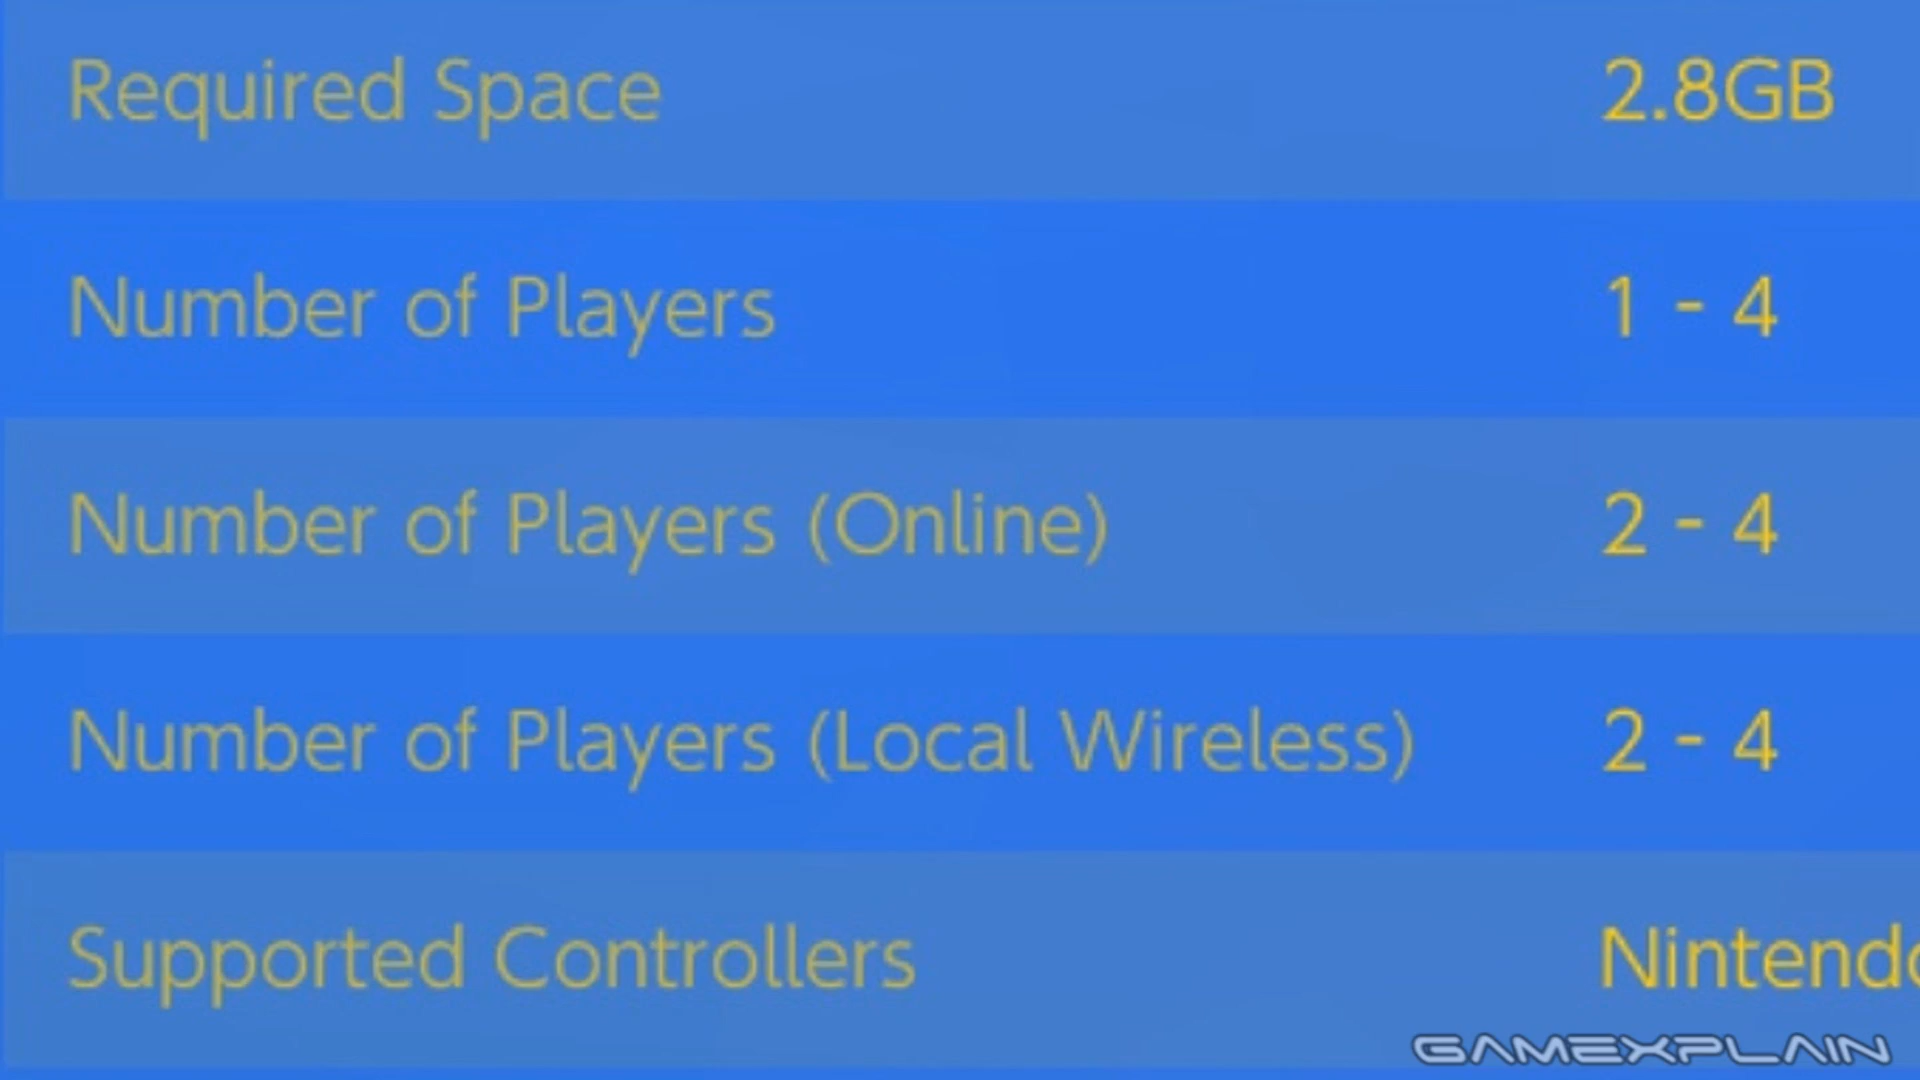 Required Space 2.8GB
Number of Players 1 - 4
Number of Players (Online) 2 - 4
Number of Players (Local Wireless) 2 - 4
Supported Controllers Nintendo
GAMEXPLAIN